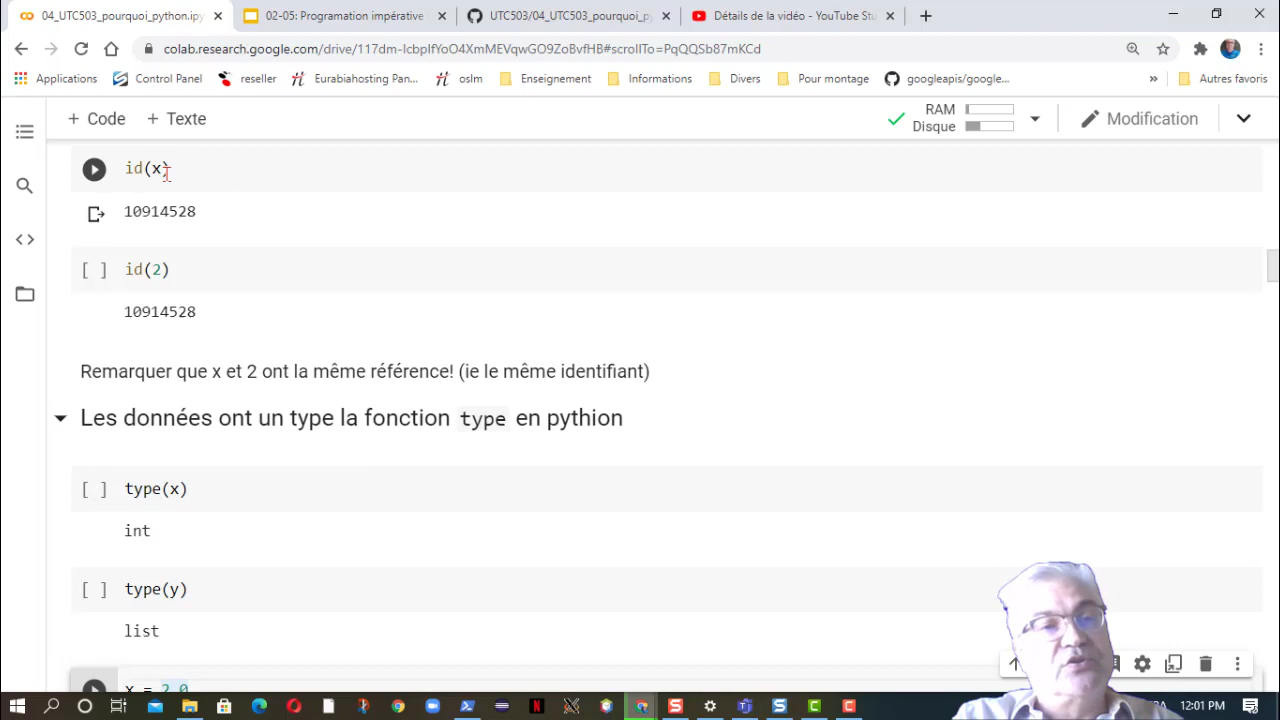 04_UTC503_pourquoi_python.ipy
02-05: Programation impérative
UTC503/04_UTC503_pourquoi_p
Détails de la vidéo - YouTube Stu
colab.research.google.com/drive/117dm-IcbpIfYoO4XmMEVqwGO9ZoBvfHB#scrollTo=PqQQSb87mKCd
Applications
Control Panel
reseller
Eurabiahosting Pan...
oslm
Enseignement
Informations
Divers
Pour montage
googleapis/google...
»
Autres favoris
+ Code
+ Texte
RAM
Disque
Modification
id(x)
10914528
[ ] id(2)
10914528
Remarquer que x et 2 ont la même référence! (ie le même identifiant)
Les données ont un type la fonction type en pythion
[ ] type(x)
int
[ ] type(y)
list
x = 2.0
12:01 PM